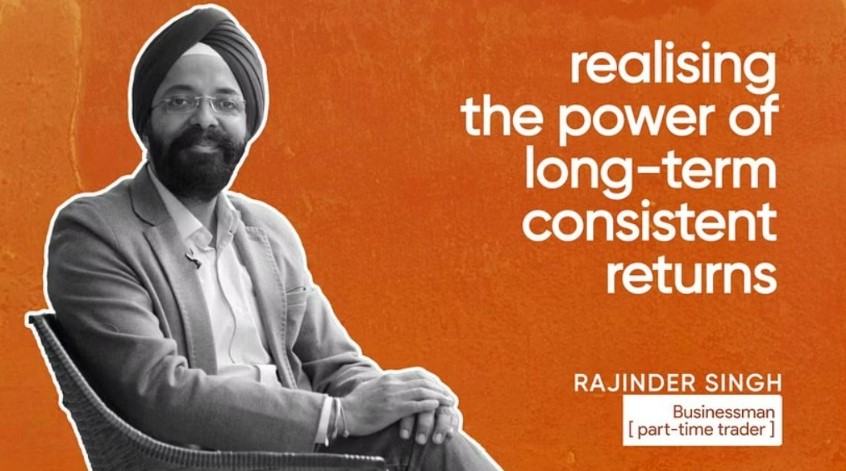 realising
the power of
long-term
consistent
returns
RAJINDER SINGH
Businessman
[ part-time trader ]